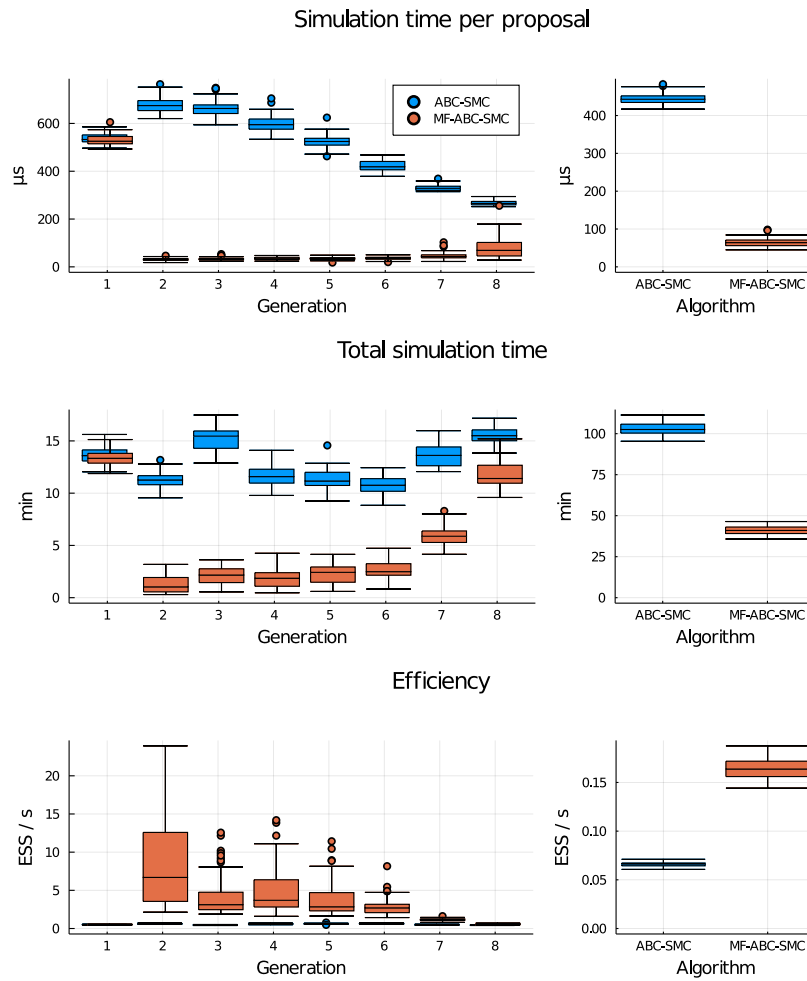 Simulation time per proposal
µs
600
400
200
0
ABC-SMC
MF-ABC-SMC
1 2 3 4 5 6 7 8
Generation
µs
400
300
200
100
0
ABC-SMC MF-ABC-SMC
Algorithm
Total simulation time
min
15
10
5
0
1 2 3 4 5 6 7 8
Generation
min
100
75
50
25
0
ABC-SMC MF-ABC-SMC
Algorithm
Efficiency
ESS / s
20
15
10
5
0
1 2 3 4 5 6 7 8
Generation
ESS / s
0.15
0.10
0.05
0.00
ABC-SMC MF-ABC-SMC
Algorithm